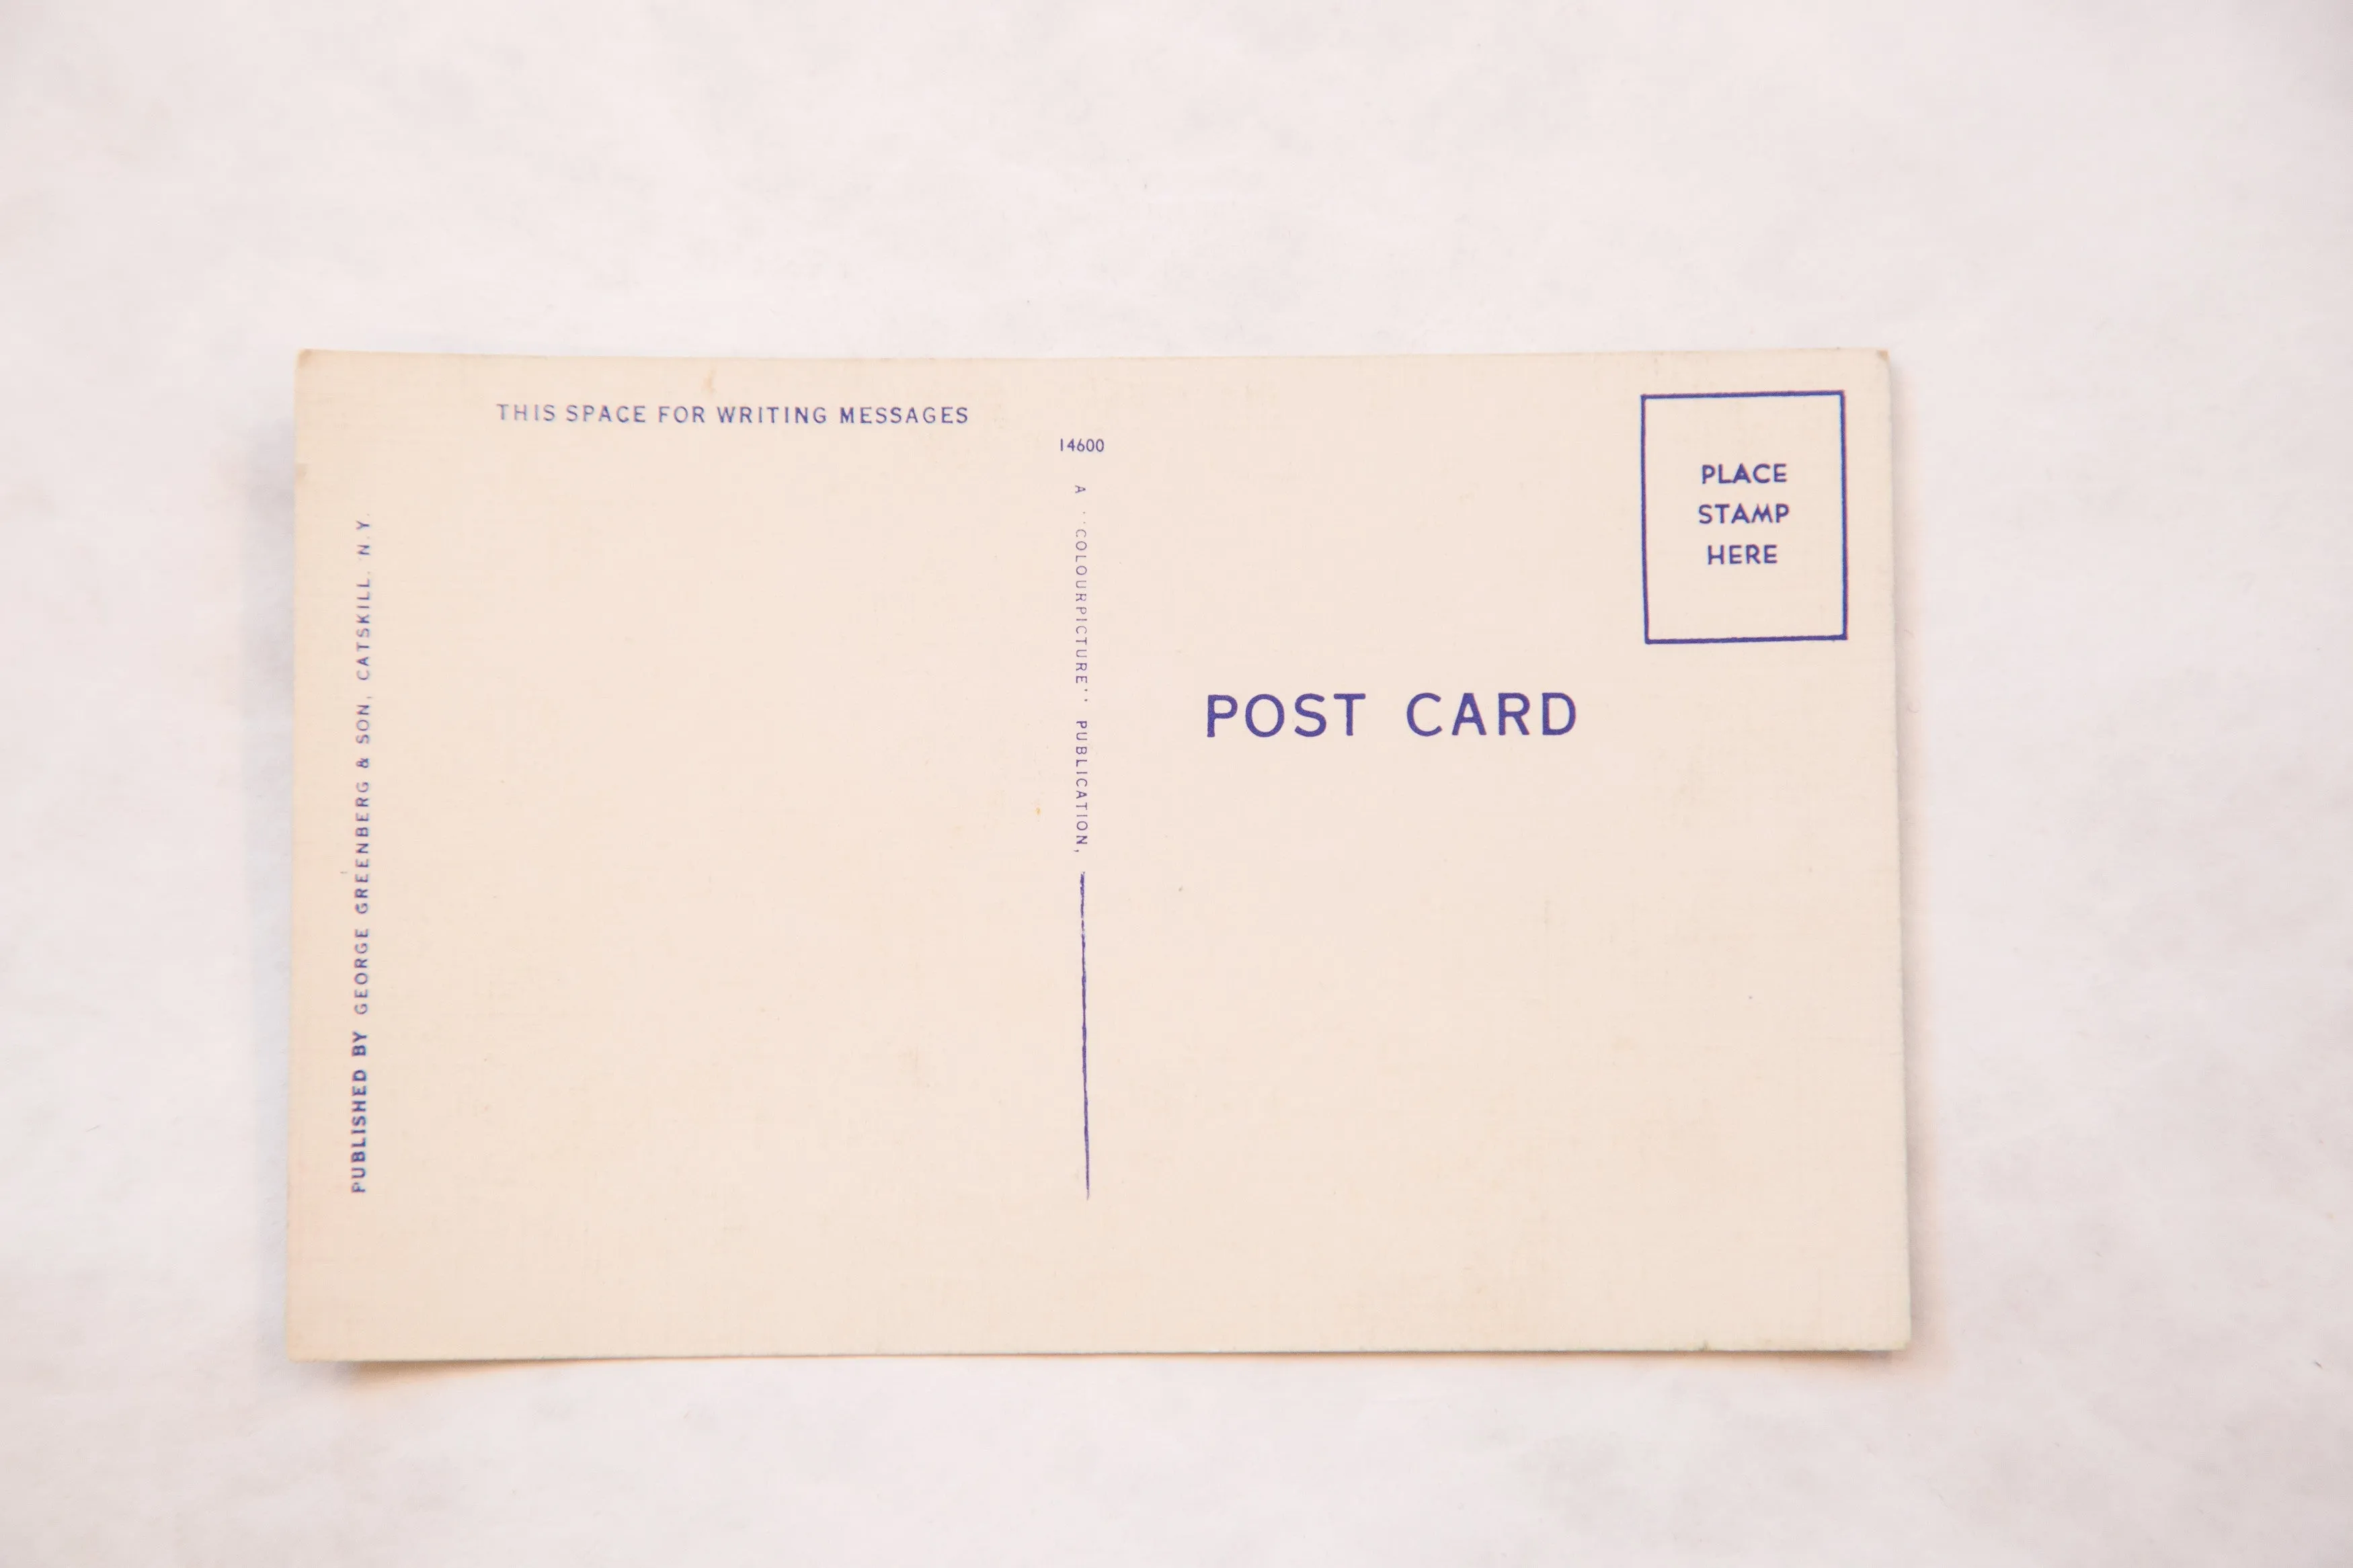 THIS SPACE FOR WRITING MESSAGES
14600
PUBLISHED BY GEORGE GREENBERG & SON, CATSKILL, N.Y.
A "COLOURPICTURE" PUBLICATION,
PLACE
STAMP
HERE
POST CARD